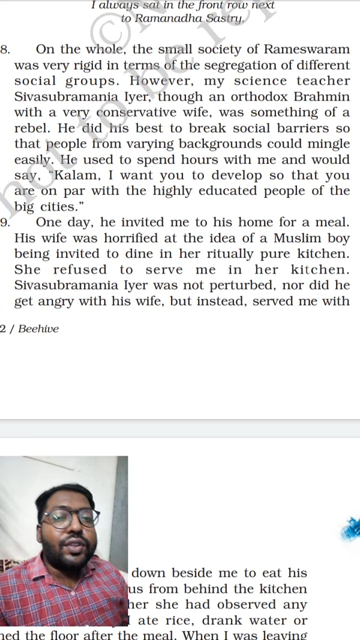 I always sat in the front row next
to Ramanadha Sastry.
8. On the whole, the small society of Rameswaram
was very rigid in terms of the segregation of different
social groups. However, my science teacher
Sivasubramania Iyer, though an orthodox Brahmin
with a very conservative wife, was something of a
rebel. He did his best to break social barriers so
that people from varying backgrounds could mingle
easily. He used to spend hours with me and would
say, “Kalam, I want you to develop so that you
are on par with the highly educated people of the
big cities.”
9. One day, he invited me to his home for a meal.
His wife was horrified at the idea of a Muslim boy
being invited to dine in her ritually pure kitchen.
She refused to serve me in her kitchen.
Sivasubramania Iyer was not perturbed, nor did he
get angry with his wife, but instead, served me with
2 / Beehive
down beside me to eat his
us from behind the kitchen
her she had observed any
ate rice, drank water or
ned the floor after the meal. When I was leaving
not to be rep